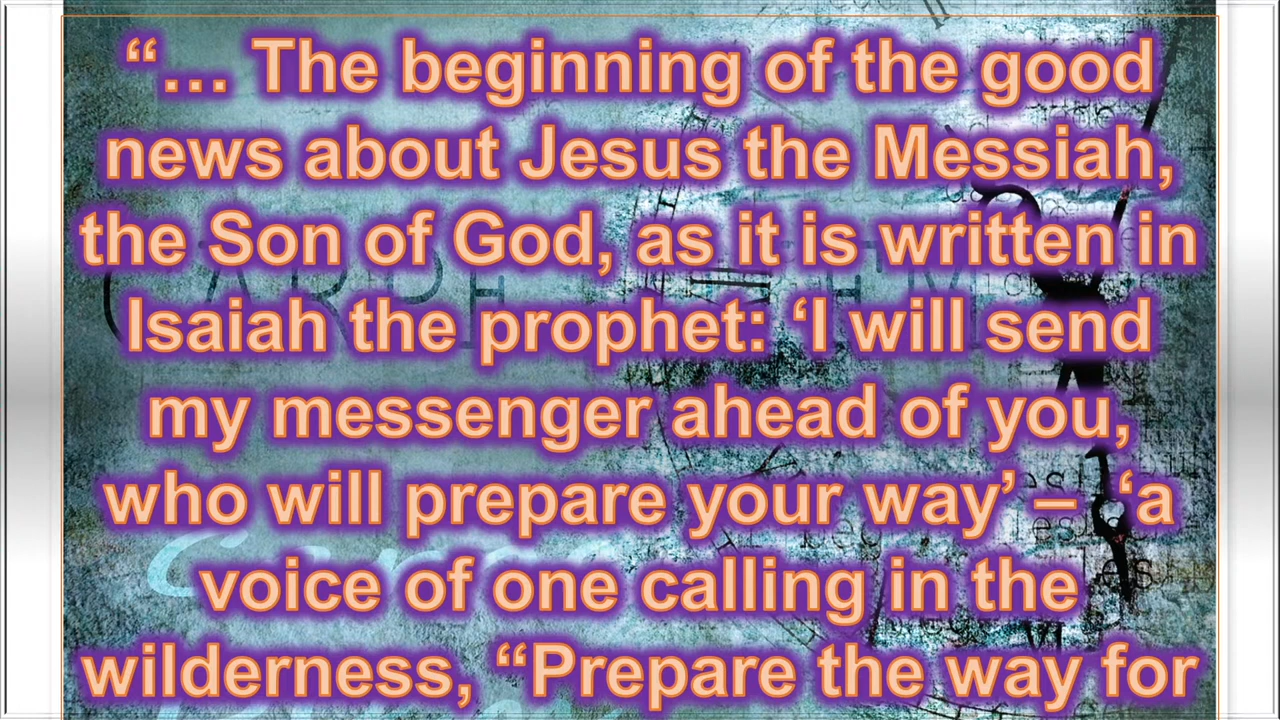 “… The beginning of the good
news about Jesus the Messiah,
the Son of God, as it is written in
Isaiah the prophet: ‘I will send
my messenger ahead of you,
who will prepare your way’ – ‘a
voice of one calling in the
wilderness, “Prepare the way for